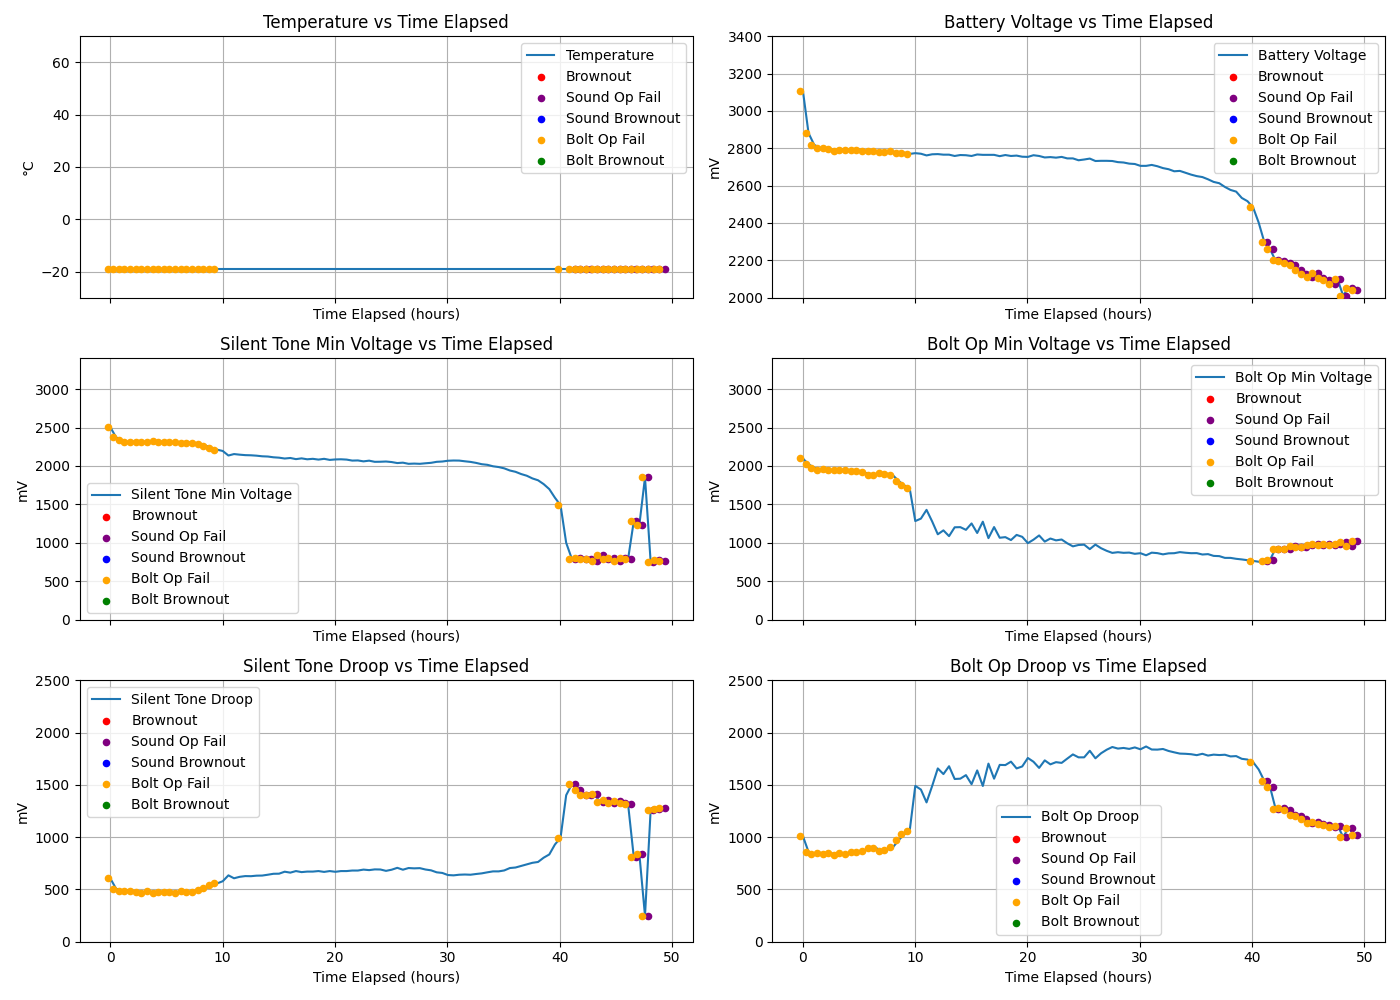 Temperature vs Time Elapsed
60
40
20
0
−20
°C
Time Elapsed (hours)
Temperature
Brownout
Sound Op Fail
Sound Brownout
Bolt Op Fail
Bolt Brownout
Battery Voltage vs Time Elapsed
3400
3200
3000
2800
2600
2400
2200
2000
mV
Time Elapsed (hours)
Battery Voltage
Brownout
Sound Op Fail
Sound Brownout
Bolt Op Fail
Bolt Brownout
Silent Tone Min Voltage vs Time Elapsed
3000
2500
2000
1500
1000
500
0
mV
Time Elapsed (hours)
Silent Tone Min Voltage
Brownout
Sound Op Fail
Sound Brownout
Bolt Op Fail
Bolt Brownout
Bolt Op Min Voltage vs Time Elapsed
3000
2500
2000
1500
1000
500
0
mV
Time Elapsed (hours)
Bolt Op Min Voltage
Brownout
Sound Op Fail
Sound Brownout
Bolt Op Fail
Bolt Brownout
Silent Tone Droop vs Time Elapsed
2500
2000
1500
1000
500
0
mV
0 10 20 30 40 50
Time Elapsed (hours)
Silent Tone Droop
Brownout
Sound Op Fail
Sound Brownout
Bolt Op Fail
Bolt Brownout
Bolt Op Droop vs Time Elapsed
2500
2000
1500
1000
500
0
mV
0 10 20 30 40 50
Time Elapsed (hours)
Bolt Op Droop
Brownout
Sound Op Fail
Sound Brownout
Bolt Op Fail
Bolt Brownout